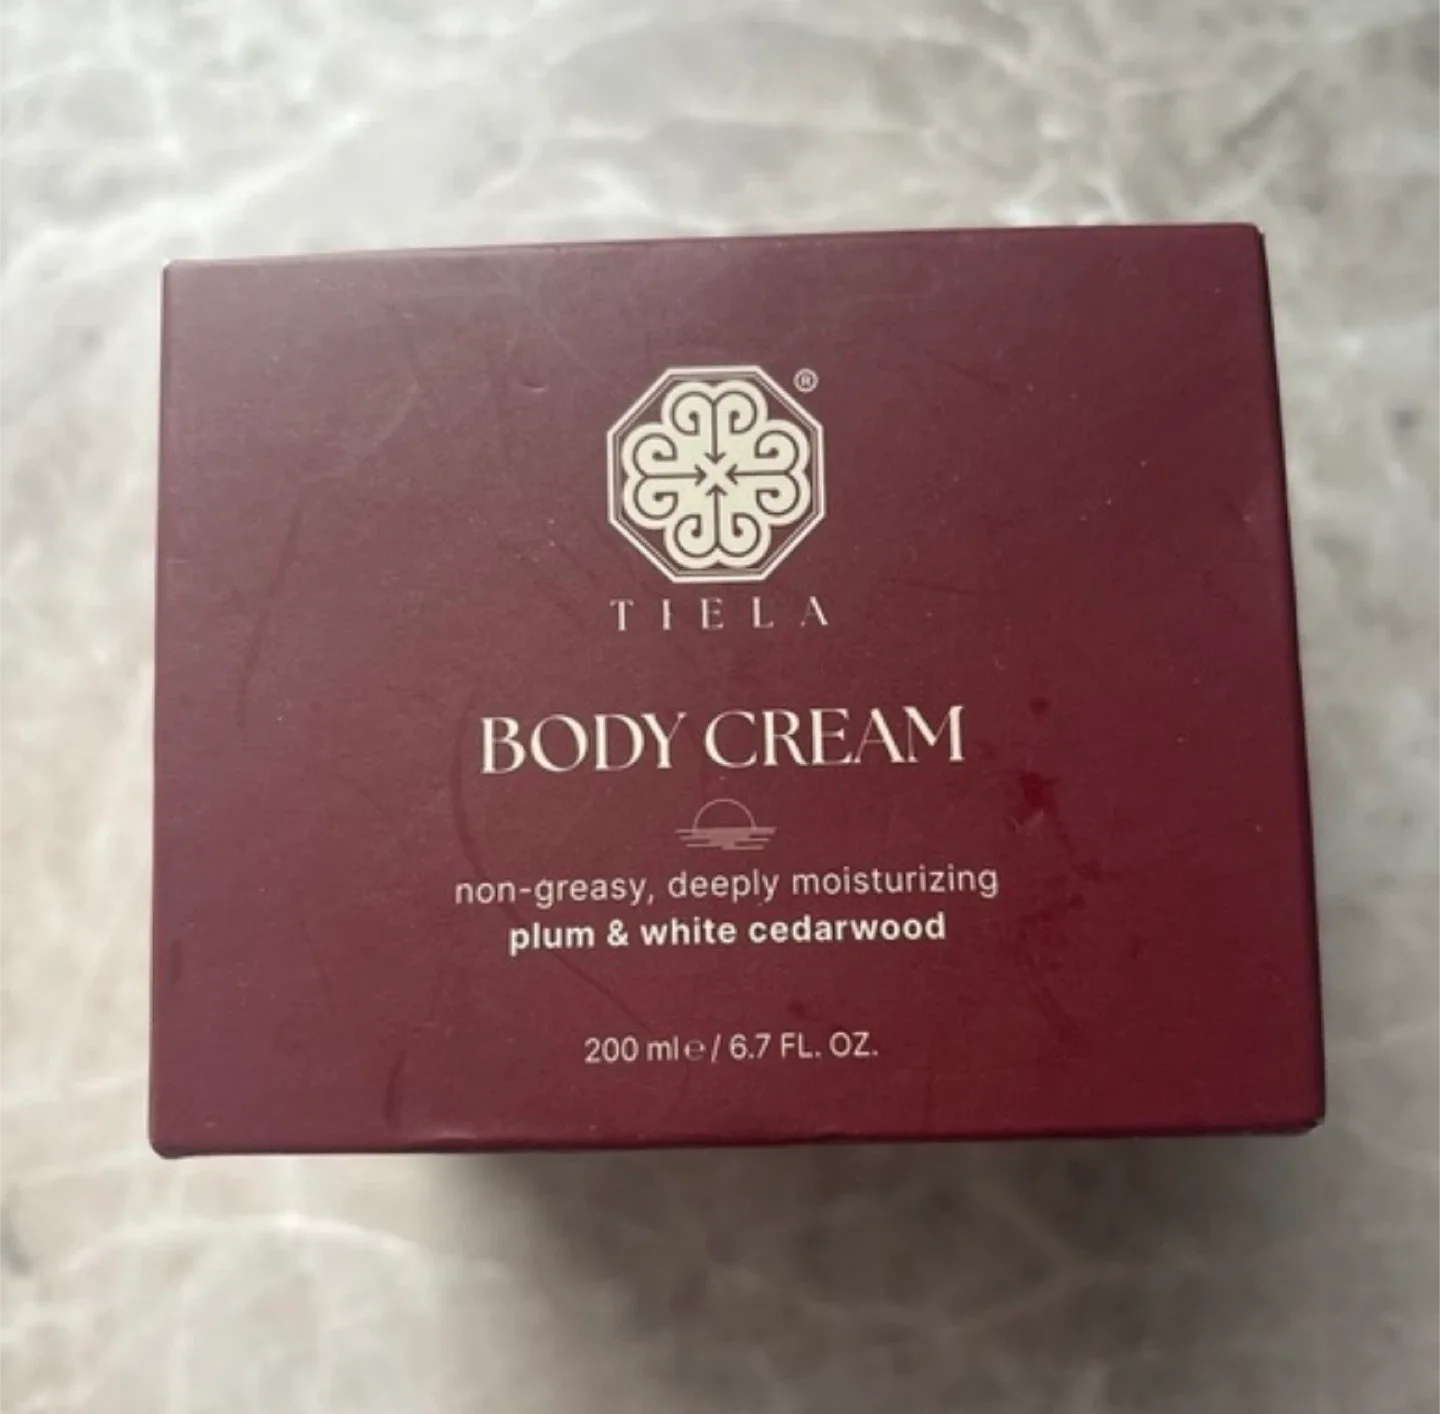 ®
TIELA
BODY CREAM
non-greasy, deeply moisturizing
plum & white cedarwood
200 ml ℮ / 6.7 FL. OZ.